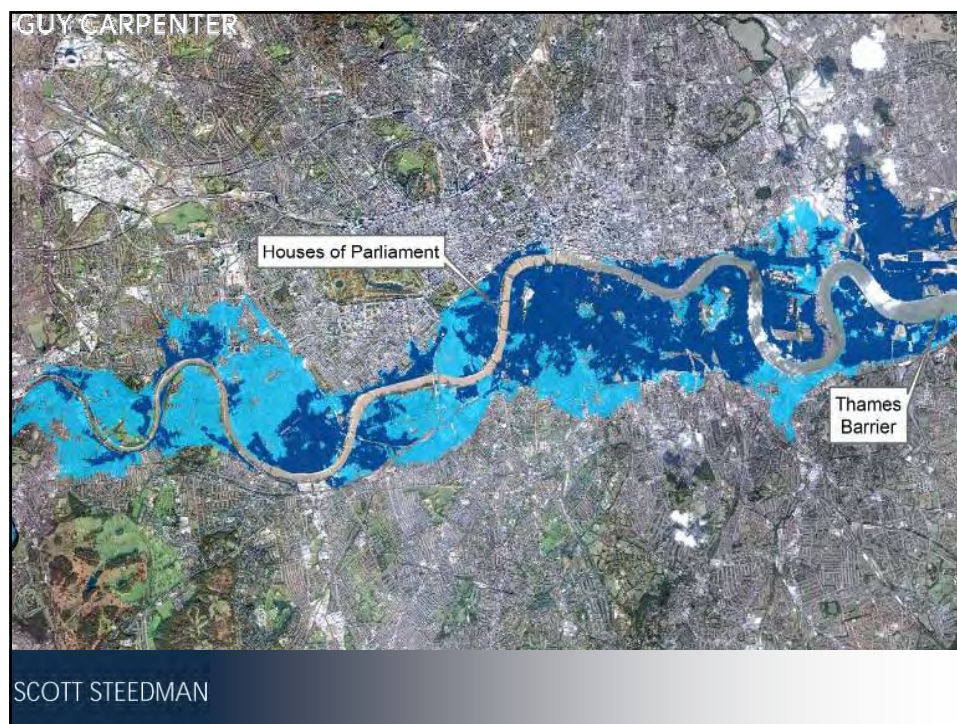 GUY CARPENTER
Houses of Parliament
Thames
Barrier
SCOTT STEEDMAN